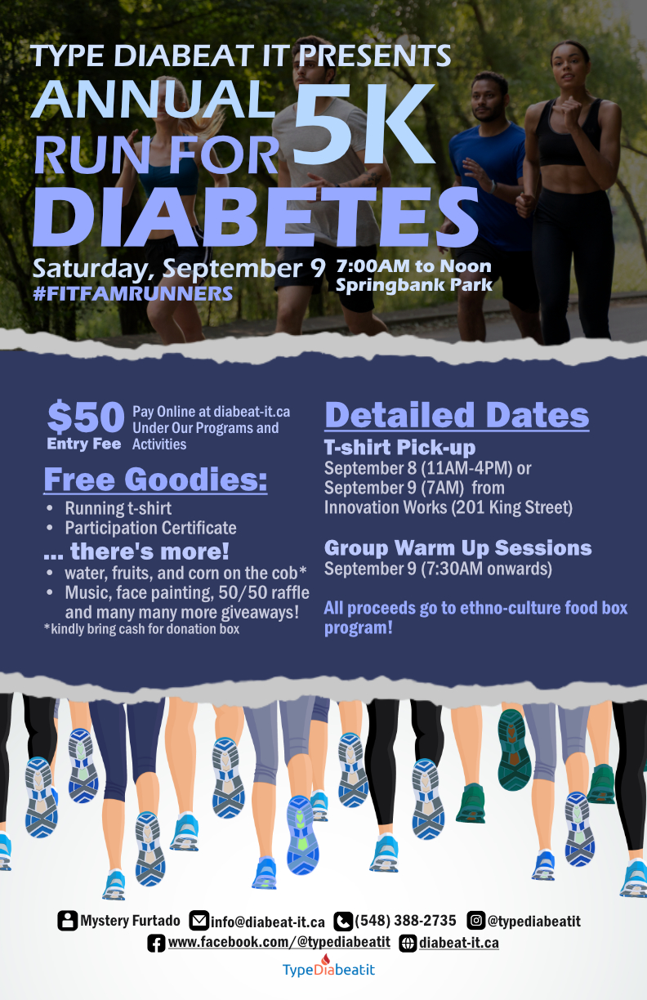 TYPE DIABEAT IT PRESENTS
ANNUAL
5K
RUN FOR
DIABETES
Saturday, September 9
7:00AM to Noon
Springbank Park
#FITFAMRUNNERS
$50
Entry Fee
Pay Online at diabeat-it.ca
Under Our Programs and
Activities
Free Goodies:
• Running t-shirt
• Participation Certificate
... there's more!
• water, fruits, and corn on the cob*
• Music, face painting, 50/50 raffle
and many many more giveaways!
*kindly bring cash for donation box
Detailed Dates
T-shirt Pick-up
September 8 (11AM-4PM) or
September 9 (7AM) from
Innovation Works (201 King Street)
Group Warm Up Sessions
September 9 (7:30AM onwards)
All proceeds go to ethno-culture food box
program!
Mystery Furtado info@diabeat-it.ca (548) 388-2735 @typediabeatit
www.facebook.com/@typediabeatit diabeat-it.ca
TypeDiabeat-it